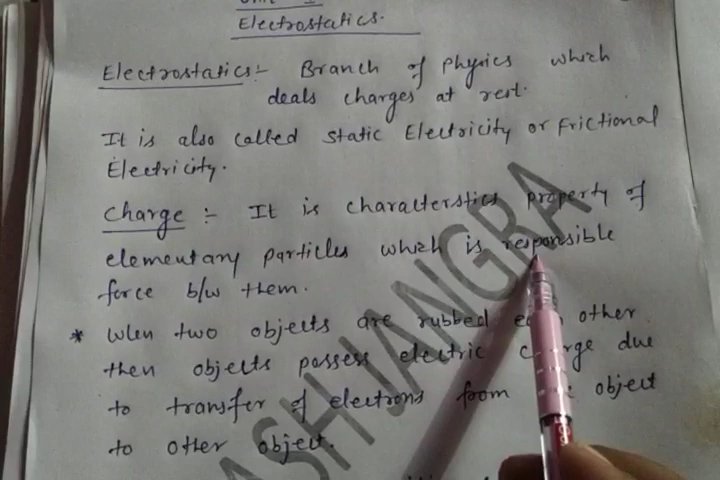 Electrostatics.
Electrostatics:- Branch of physics which
deals charges at rest.
It is also called static Electricity or Frictional
Electricity.
Charge :- It is characterstics property of
elementary particles which is responsible
force b/w them.
* When two objects are rubbed other
then objects possess electric due
to transfer of electrons from object
to other object.
ASH JANGRA